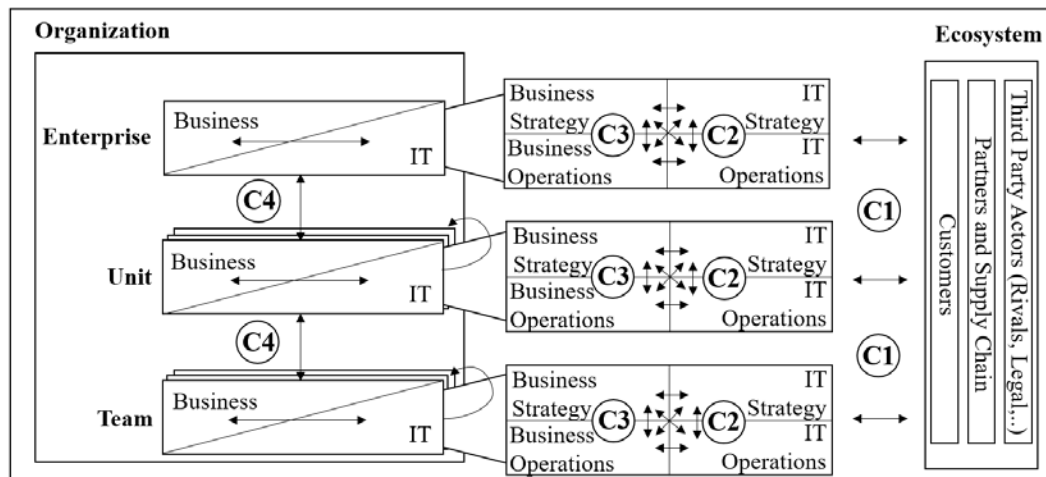 Organization
Ecosystem
Enterprise
Business
IT
Business
Strategy
Business
Operations
C3
C2
IT
Strategy
IT
Operations
C4
C1
Unit
Business
IT
Business
Strategy
Business
Operations
C3
C2
IT
Strategy
IT
Operations
C4
C1
Team
Business
IT
Business
Strategy
Business
Operations
C3
C2
IT
Strategy
IT
Operations
Customers
Partners and Supply Chain
Third Party Actors (Rivals, Legal,..)